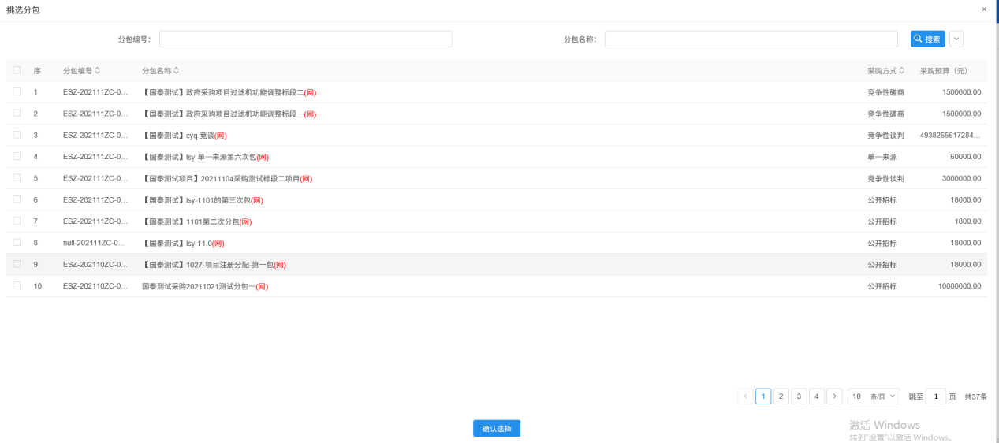 挑选分包 ×
分包编号: 分包名称: 搜索
序 分包编号 分包名称 采购方式 采购预算（元）
1 ESZ-202111ZC-0... 【国泰测试】政府采购项目过滤机功能调整标段二(网) 竞争性磋商 1500000.00
2 ESZ-202111ZC-0... 【国泰测试】政府采购项目过滤机功能调整标段一(网) 竞争性磋商 1500000.00
3 ESZ-202111ZC-0... 【国泰测试】cyq 竞谈(网) 竞争性谈判 4938266617284...
4 ESZ-202111ZC-0... 【国泰测试】lsy-单一来源第六次包(网) 单一来源 60000.00
5 ESZ-202111ZC-0... 【国泰测试项目】20211104采购测试标段二项目(网) 竞争性谈判 3000000.00
6 ESZ-202111ZC-0... 【国泰测试】lsy-1101的第三次包(网) 公开招标 18000.00
7 ESZ-202111ZC-0... 【国泰测试】1101第二次分包(网) 公开招标 1800.00
8 null-202111ZC-0... 【国泰测试】lsy-11.0(网) 公开招标 18000.00
9 ESZ-202110ZC-0... 【国泰测试】1027-项目注册分配-第一包(网) 公开招标 18000.00
10 ESZ-202110ZC-0... 国泰测试采购20211021测试分包一(网) 公开招标 10000000.00
1 2 3 4 10 条/页 跳至 1 页 共37条
确认选择
激活 Windows
转到"设置"以激活 Windows。